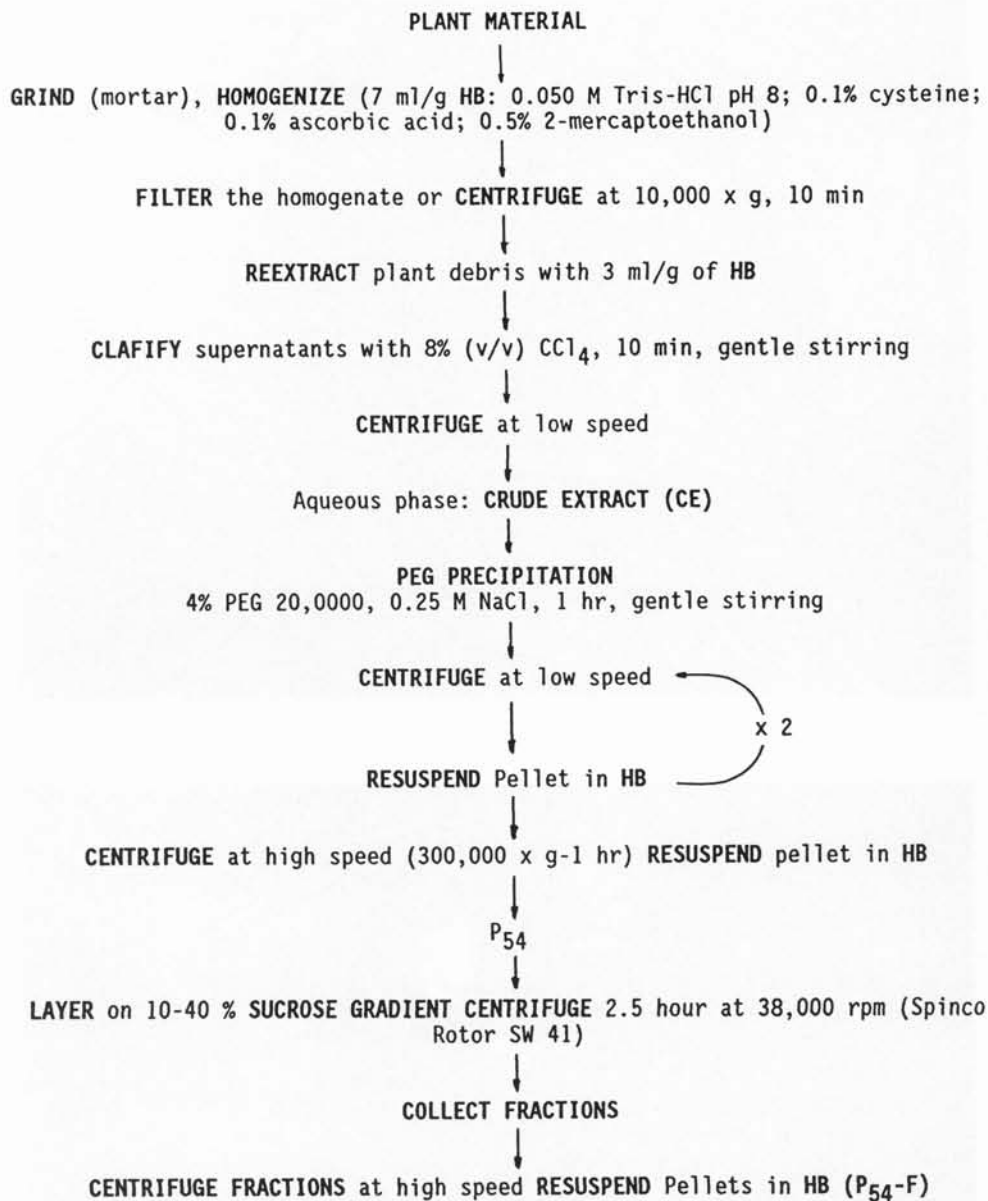 PLANT MATERIAL
GRIND (mortar), HOMOGENIZE (7 ml/g HB: 0.050 M Tris-HCl pH 8; 0.1% cysteine;
0.1% ascorbic acid; 0.5% 2-mercaptoethanol)
FILTER the homogenate or CENTRIFUGE at 10,000 x g, 10 min
REEXTRACT plant debris with 3 ml/g of HB
CLAFIFY supernatants with 8% (v/v) CCl4, 10 min, gentle stirring
CENTRIFUGE at low speed
Aqueous phase: CRUDE EXTRACT (CE)
PEG PRECIPITATION
4% PEG 20,0000, 0.25 M NaCl, 1 hr, gentle stirring
CENTRIFUGE at low speed
x 2
RESUSPEND Pellet in HB
CENTRIFUGE at high speed (300,000 x g-1 hr) RESUSPEND pellet in HB
P54
LAYER on 10-40 % SUCROSE GRADIENT CENTRIFUGE 2.5 hour at 38,000 rpm (Spinco
Rotor SW 41)
COLLECT FRACTIONS
CENTRIFUGE FRACTIONS at high speed RESUSPEND Pellets in HB (P54-F)